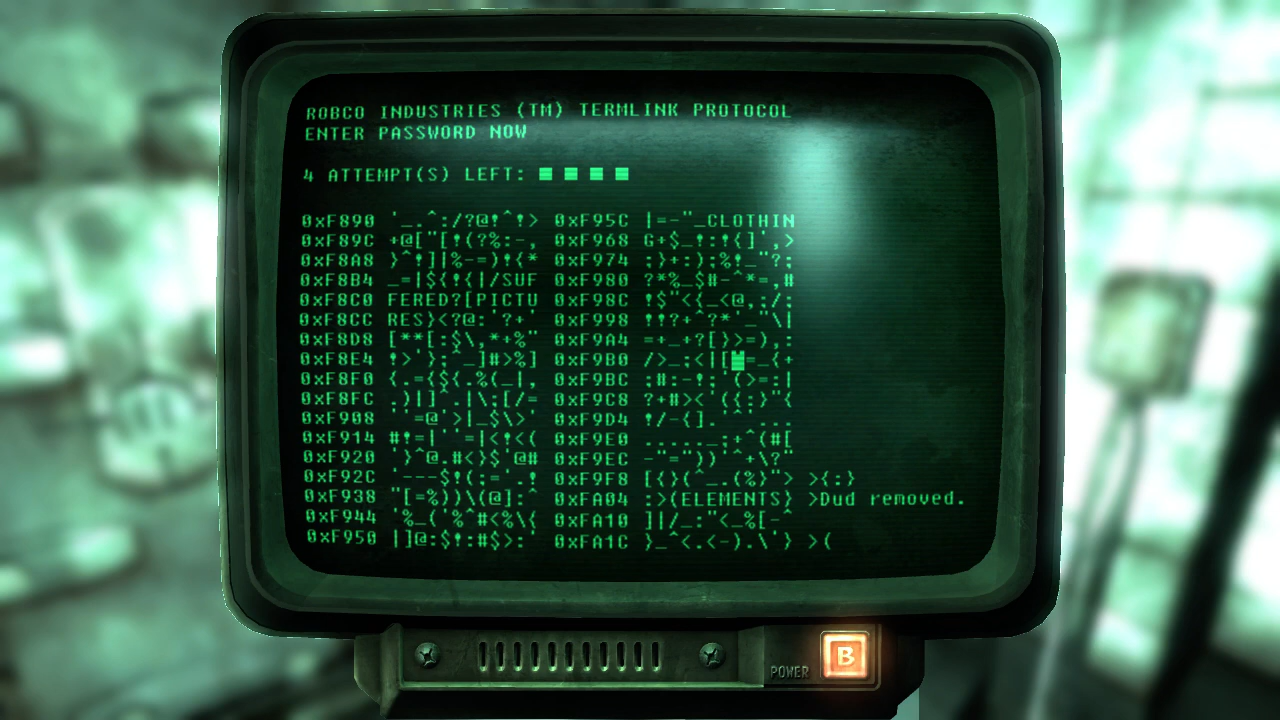 ROBCO INDUSTRIES (TM) TERMLINK PROTOCOL
ENTER PASSWORD NOW
4 ATTEMPT(S) LEFT: ■ ■ ■ ■
0xF890 '_.^:/?@!^!> 0xF95C |=-"_CLOTHIN
0xF89C +@["[!(?%:-, 0xF968 G+$_!:!{]',>
0xF8A8 }^!]|%-=)!{* 0xF974 :}+:):%!_"?;
0xF8B4 _=|${!{|/SUF 0xF980 ?*%_$#-^*=,#
0xF8C0 FERED?[PICTU 0xF98C !$"<{_<@,:/;
0xF8CC RES}<?@:'?+' 0xF998 !!?+^?*'_"\|
0xF8D8 [**[:$\,*+%" 0xF9A4 =+_+?[}>=),:
0xF8E4 !>'};^_]#>%] 0xF9B0 />_;<|[■=_{+
0xF8F0 {.={${.%(_|, 0xF9BC ;#:-!;'(>=:|
0xF8FC .)|]^.|\;[/= 0xF9C8 ?+#><'({:}"{
0xF908 ''=@'>|_$\>' 0xF9D4 !/-{].'^'...
0xF914 #!=|''=|<!<( 0xF9E0 ....._;+^(#[
0xF920 '}^@.#<}$'@# 0xF9EC -"="))'^+\?"
0xF92C '---$!(:='.! 0xF9F8 [{}(^_.(%}"> >{:}
0xF938 "[=%))\(@]:^ 0xFA04 :>(ELEMENTS} >Dud removed.
0xF944 '%_('%^#<%\{ 0xFA10 ]|/_:"<_%[-^
0xF950 |]@:$!:#$>:' 0xFA1C }_^<.<-).\'} >(
POWER
B